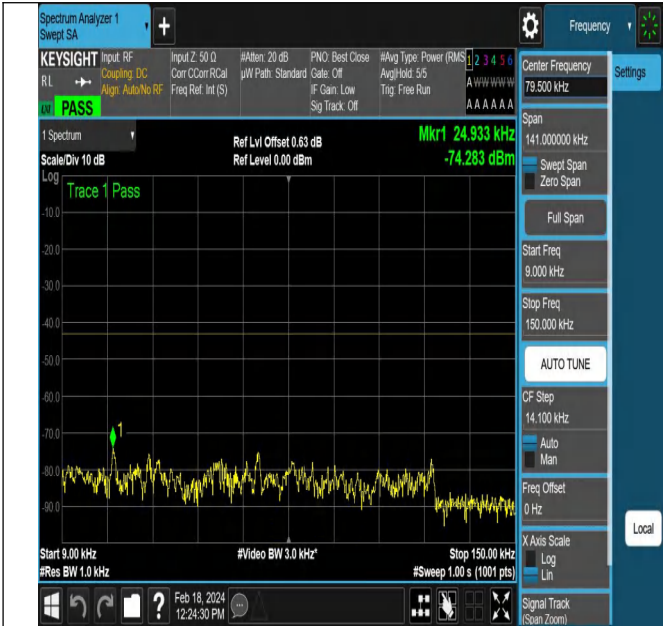 Spectrum Analyzer 1
Swept SA
+
Frequency
KEYSIGHT
RL
PASS
Input: RF
Coupling: DC
Align: Auto/No RF
Input Z: 50 Ω
Corr CCorr RCal
Freq Ref: Int (S)
#Atten: 20 dB
µW Path: Standard
PNO: Best Close
Gate: Off
IF Gain: Low
Sig Track: Off
#Avg Type: Power (RMS
Avg|Hold: 5/5
Trig: Free Run
1 2 3 4 5 6
A W W W W W
A A A A A A
1 Spectrum
Scale/Div 10 dB
Ref Lvl Offset 0.63 dB
Ref Level 0.00 dBm
Mkr1 24.933 kHz
-74.283 dBm
Log
Trace 1 Pass
-10.0
-20.0
-30.0
-40.0
-50.0
-60.0
-70.0
-80.0
-90.0
1
Start 9.00 kHz
#Res BW 1.0 kHz
#Video BW 3.0 kHz*
Stop 150.00 kHz
#Sweep 1.00 s (1001 pts)
?
Feb 18, 2024
12:24:30 PM
Center Frequency
79.500 kHz
Settings
Span
141.000000 kHz
Swept Span
Zero Span
Full Span
Start Freq
9.000 kHz
Stop Freq
150.000 kHz
AUTO TUNE
CF Step
14.100 kHz
Auto
Man
Freq Offset
0 Hz
Local
X Axis Scale
Log
Lin
Signal Track
(Span Zoom)